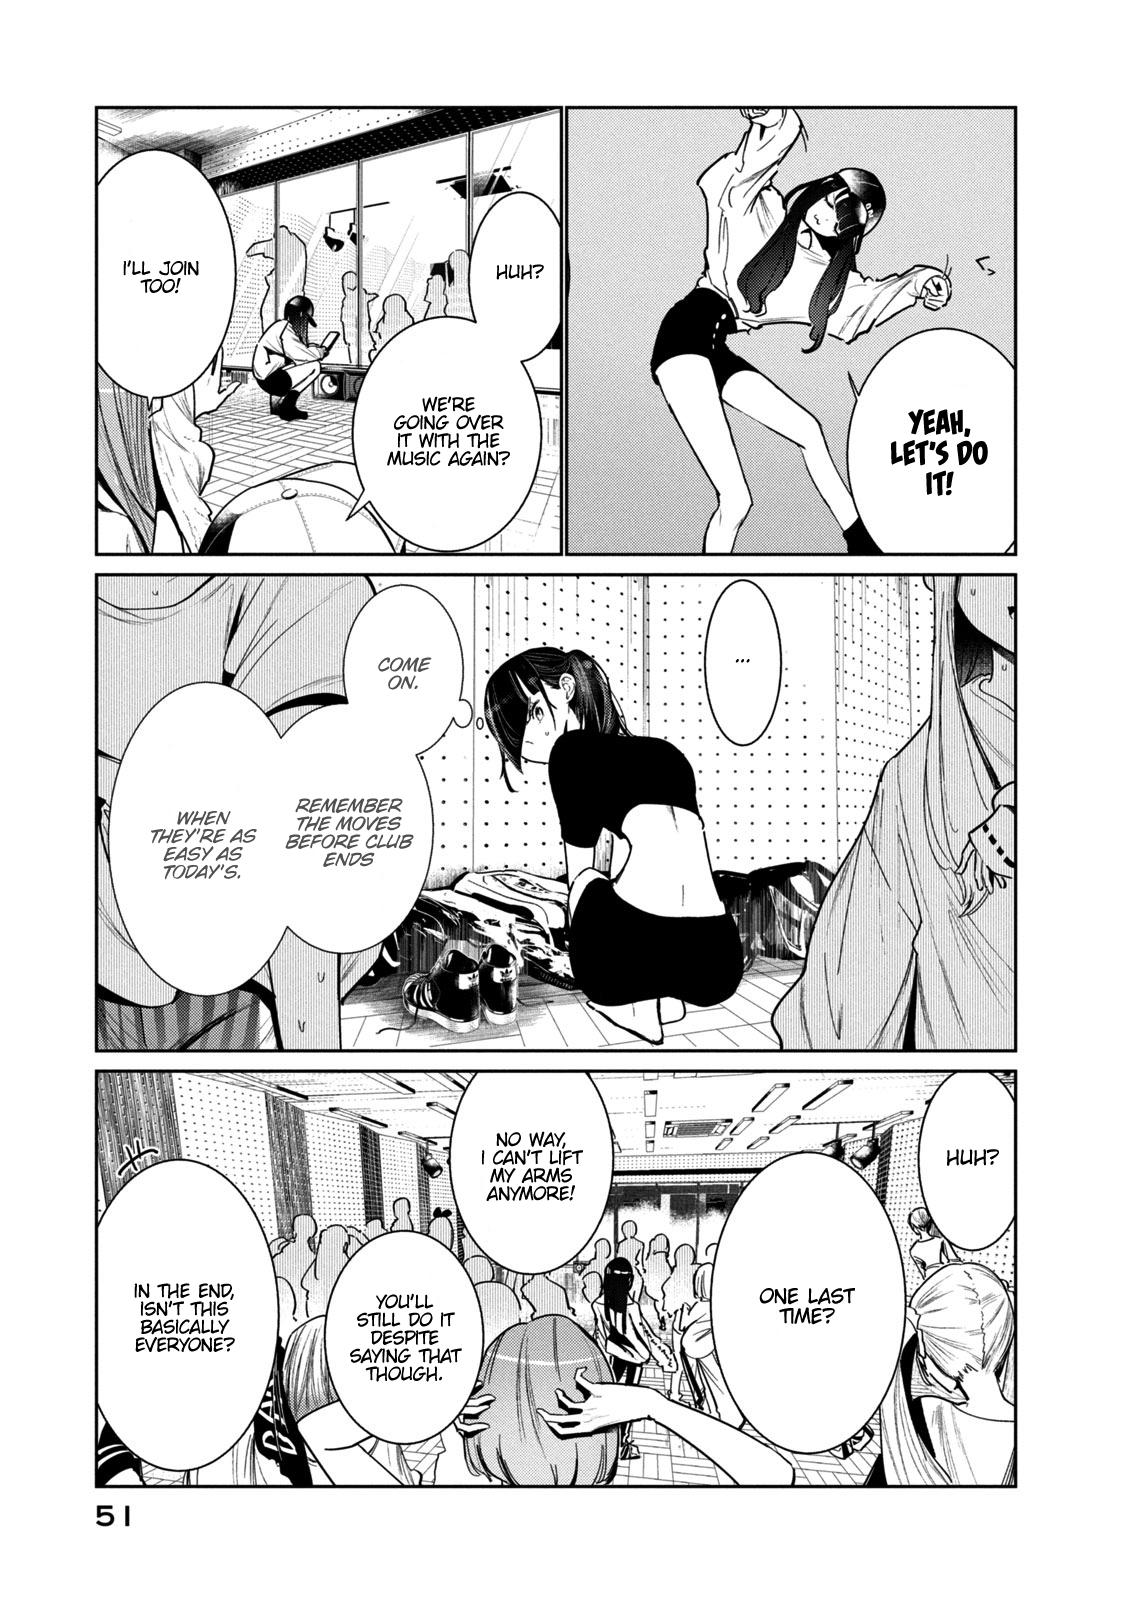 YEAH,
LET'S DO
IT!
HUH?
WE'RE
GOING OVER
IT WITH THE
MUSIC AGAIN?
I'LL JOIN
TOO!
...
COME
ON.
REMEMBER
THE MOVES
BEFORE CLUB
ENDS
WHEN
THEY'RE AS
EASY AS
TODAY'S.
HUH?
ONE LAST
TIME?
NO WAY,
I CAN'T LIFT
MY ARMS
ANYMORE!
YOU'LL
STILL DO IT
DESPITE
SAYING THAT
THOUGH.
IN THE END,
ISN'T THIS
BASICALLY
EVERYONE?
51